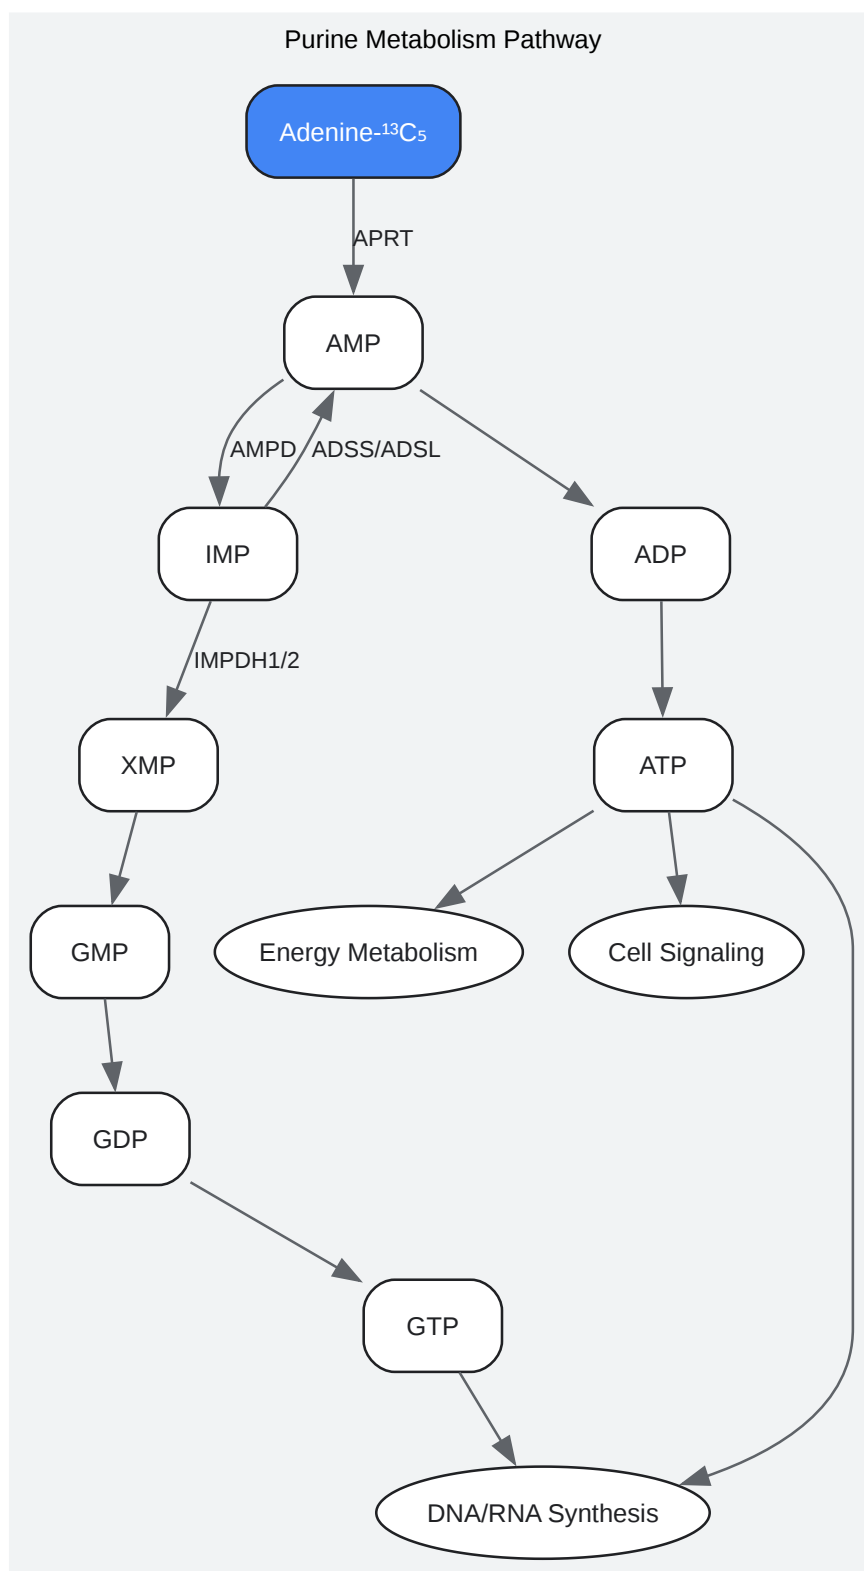 Purine Metabolism Pathway
Adenine-¹³C₅
APRT
AMP
AMPD
ADSS/ADSL
IMP
ADP
IMPDH1/2
XMP
ATP
GMP
Energy Metabolism
Cell Signaling
GDP
GTP
DNA/RNA Synthesis